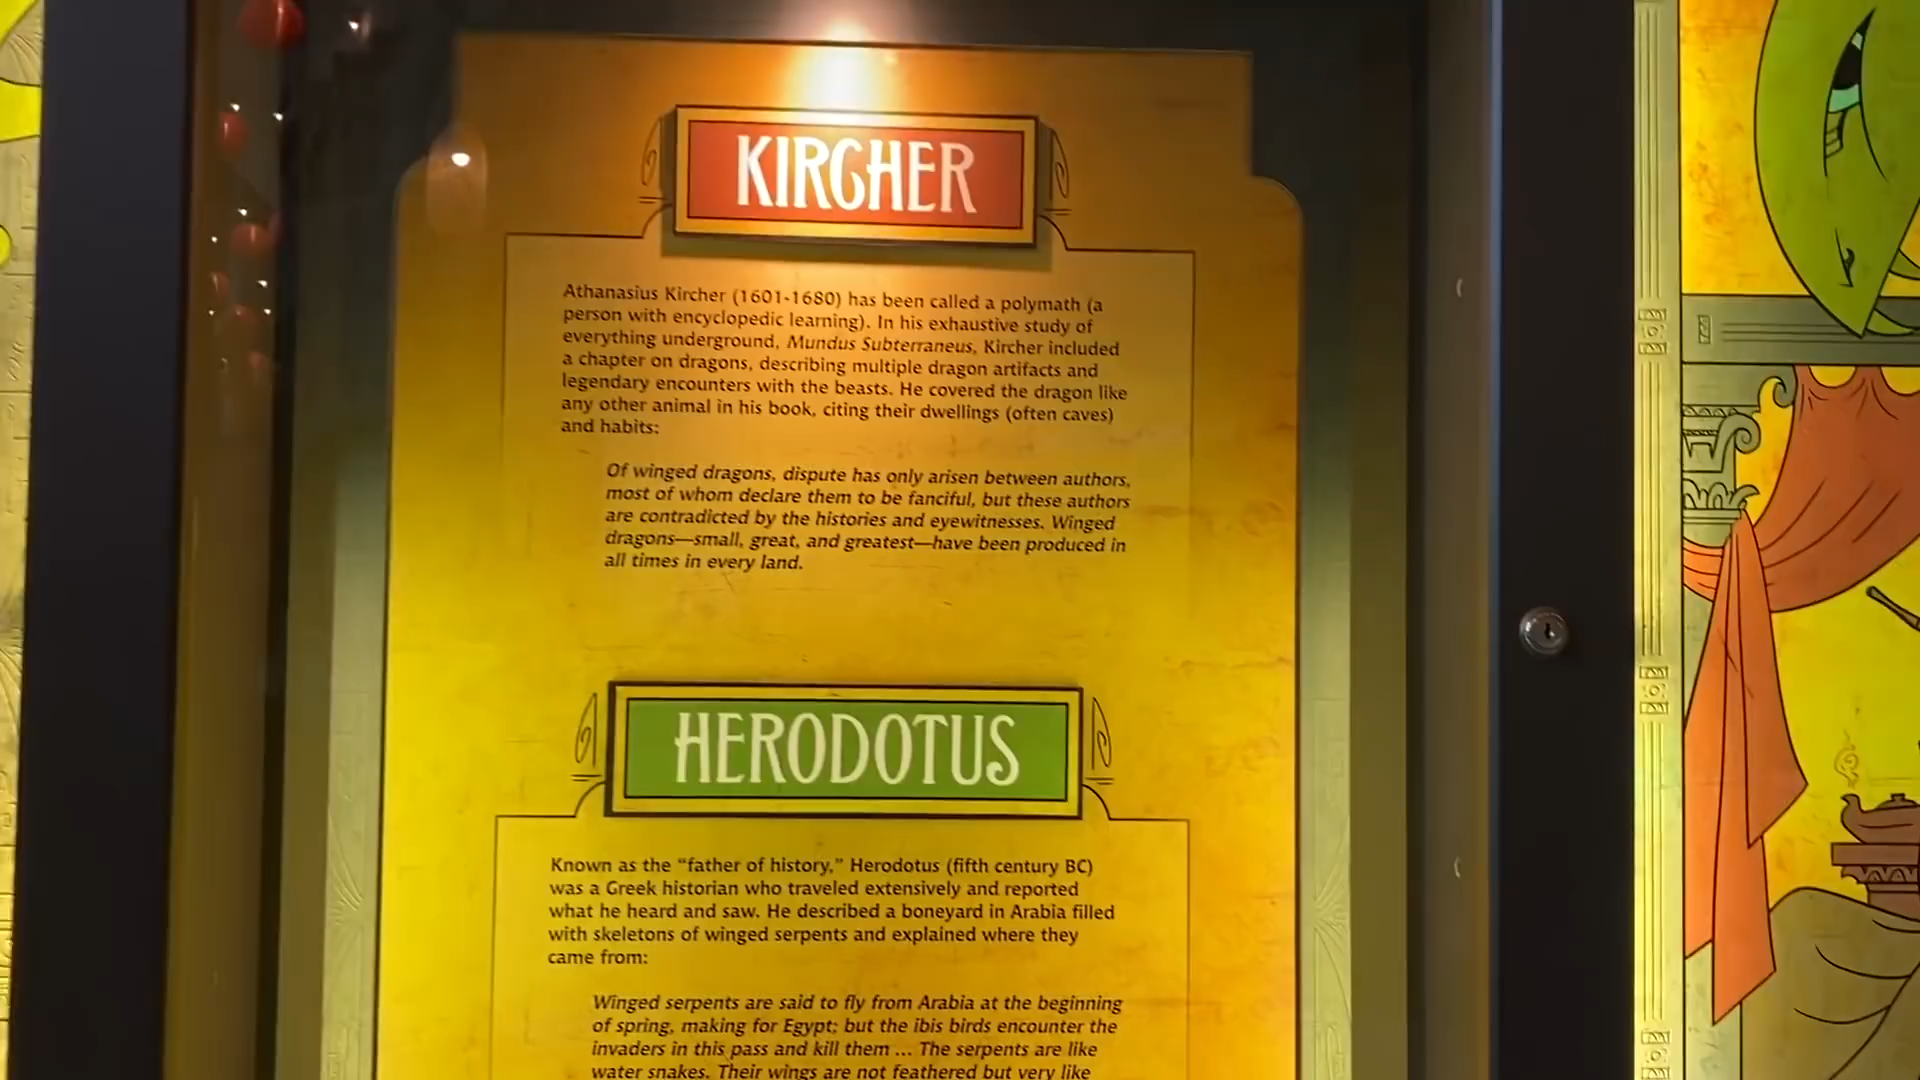 KIRCHER
Athanasius Kircher (1601-1680) has been called a polymath (a
person with encyclopedic learning). In his exhaustive study of
everything underground, Mundus Subterraneus, Kircher included
a chapter on dragons, describing multiple dragon artifacts and
legendary encounters with the beasts. He covered the dragon like
any other animal in his book, citing their dwellings (often caves)
and habits:
Of winged dragons, dispute has only arisen between authors,
most of whom declare them to be fanciful, but these authors
are contradicted by the histories and eyewitnesses. Winged
dragons—small, great, and greatest—have been produced in
all times in every land.
HERODOTUS
Known as the “father of history,” Herodotus (fifth century BC)
was a Greek historian who traveled extensively and reported
what he heard and saw. He described a boneyard in Arabia filled
with skeletons of winged serpents and explained where they
came from:
Winged serpents are said to fly from Arabia at the beginning
of spring, making for Egypt; but the ibis birds encounter the
invaders in this pass and kill them ... The serpents are like
water snakes. Their wings are not feathered but very like